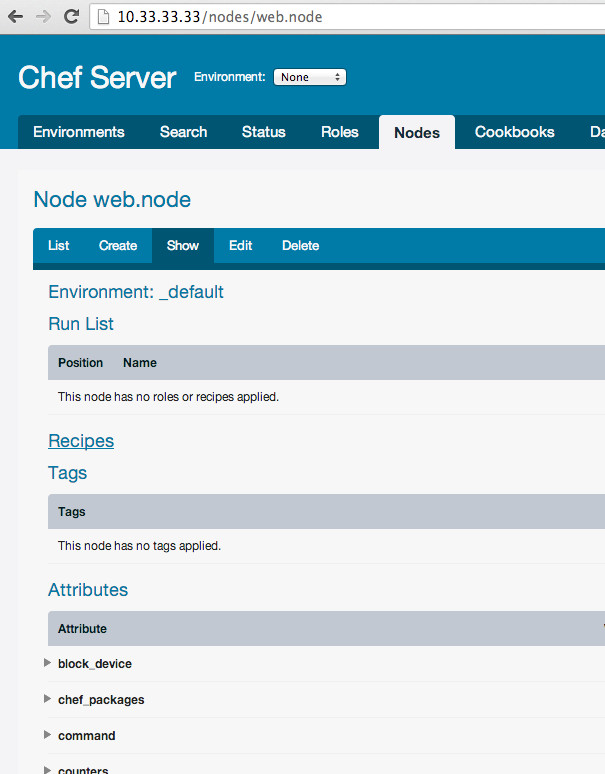 10.33.33.33/nodes/web.node
Chef Server Environment: None
Environments Search Status Roles Nodes Cookbooks Da
Node web.node
List Create Show Edit Delete
Environment: _default
Run List
Position Name
This node has no roles or recipes applied.
Recipes
Tags
Tags
This node has no tags applied.
Attributes
Attribute
block_device
chef_packages
command
counters